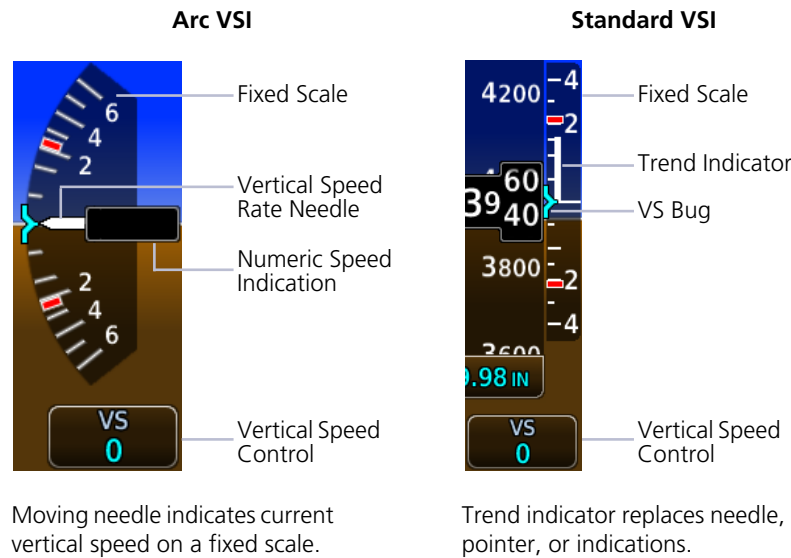 Arc VSI
6
4
2
2
4
6
VS
0
Fixed Scale
Vertical Speed
Rate Needle
Numeric Speed
Indication
Vertical Speed
Control
Moving needle indicates current
vertical speed on a fixed scale.
Standard VSI
4200
4
2
60
39
40
3800
2
4
3600
9.98 IN
VS
0
Fixed Scale
Trend Indicator
VS Bug
Vertical Speed
Control
Trend indicator replaces needle,
pointer, or indications.